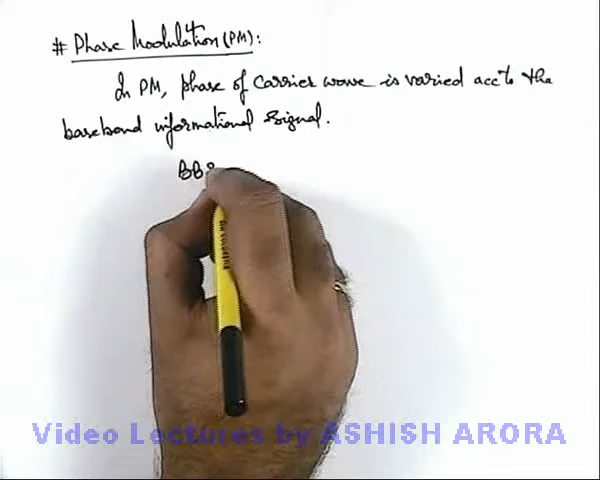 # Phase Modulation (PM):
In PM, phase of carrier wave is varied acc to the
baseband informational signal.
BBS
Video Lectures by ASHISH ARORA